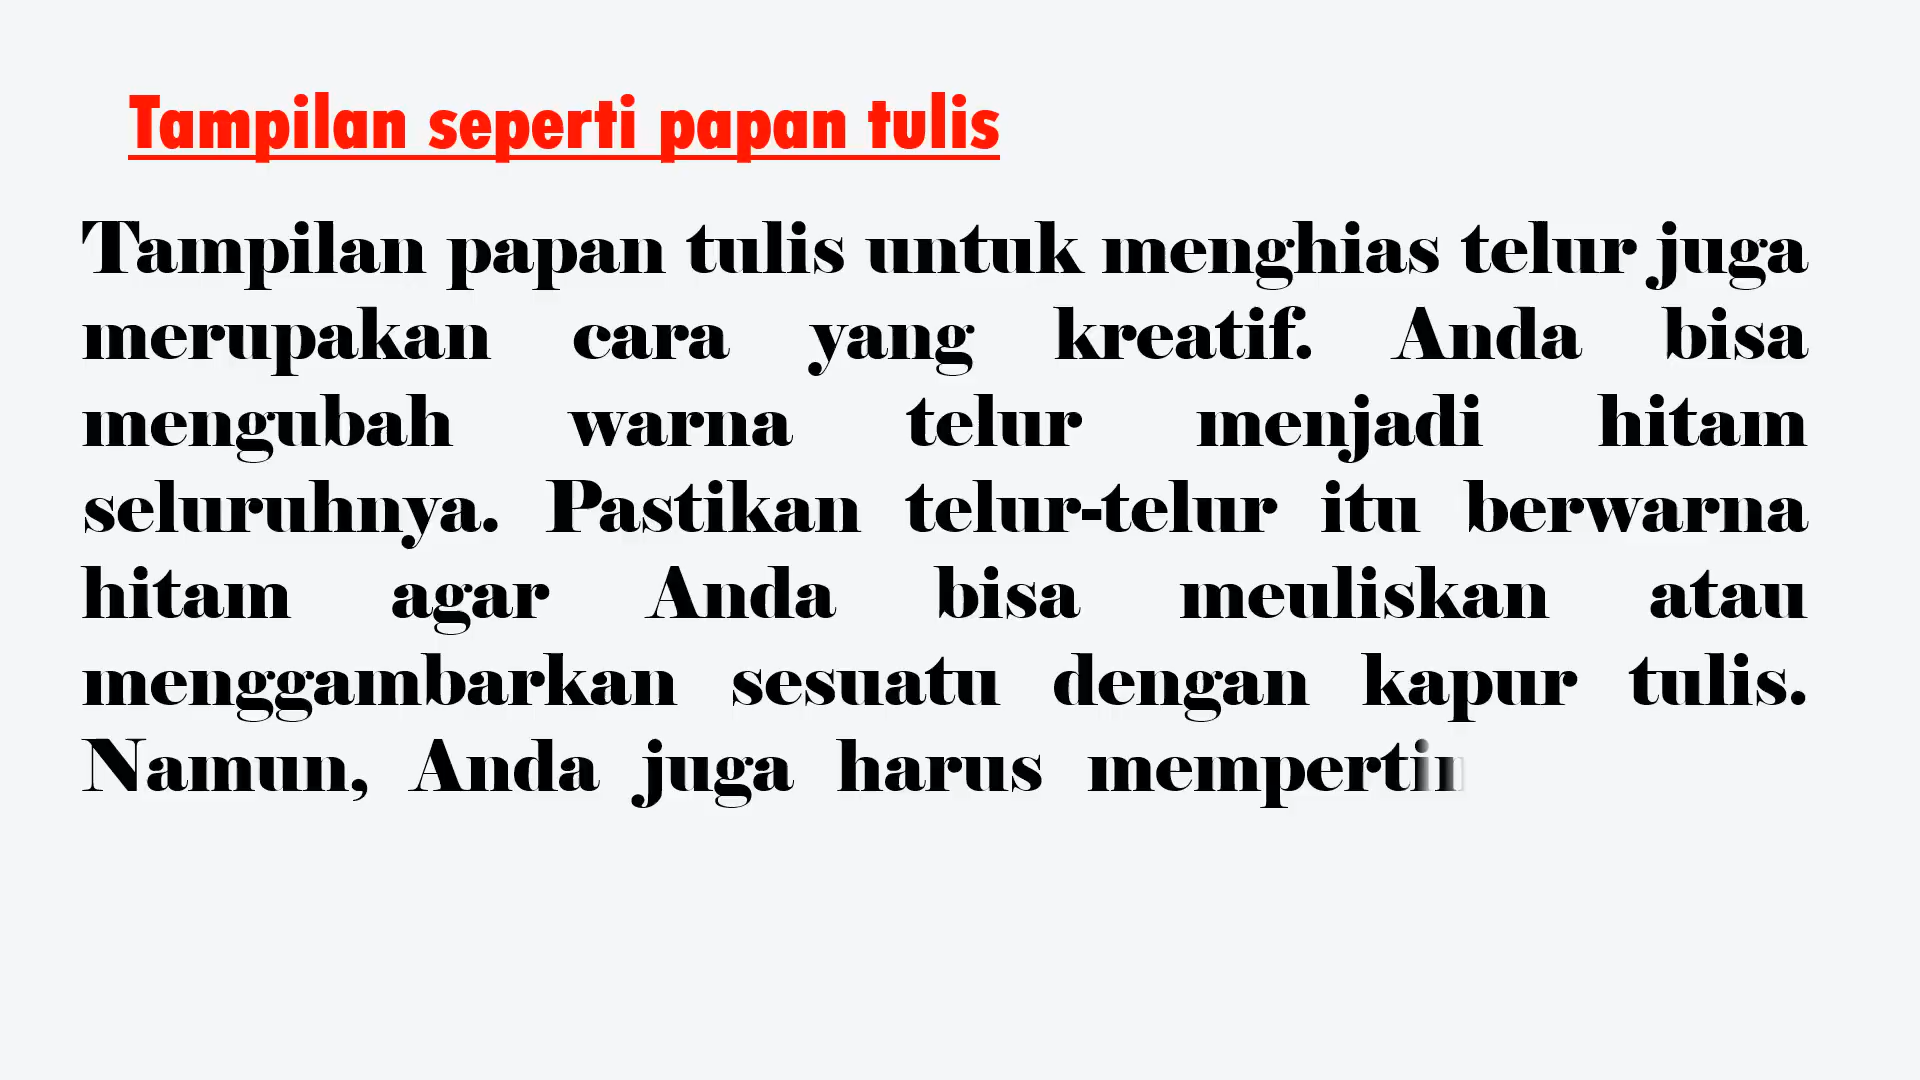 Tampilan seperti papan tulis
Tampilan papan tulis untuk menghias telur juga
merupakan cara yang kreatif. Anda bisa
mengubah warna telur menjadi hitam
seluruhnya. Pastikan telur-telur itu berwarna
hitam agar Anda bisa meuliskan atau
menggambarkan sesuatu dengan kapur tulis.
Namun, Anda juga harus